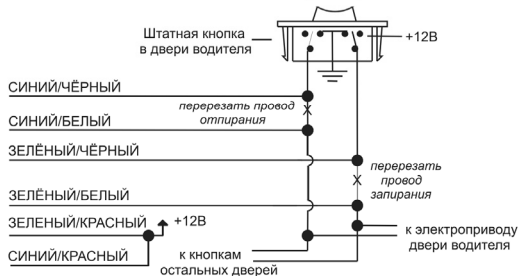 Штатная кнопка
в двери водителя
+12В
СИНИЙ/ЧЁРНЫЙ
перерезать провод
отпирания
СИНИЙ/БЕЛЫЙ
ЗЕЛЁНЫЙ/ЧЁРНЫЙ
перерезать
провод
запирания
ЗЕЛЁНЫЙ/БЕЛЫЙ
ЗЕЛЕНЫЙ/КРАСНЫЙ
+12В
к электроприводу
двери водителя
СИНИЙ/КРАСНЫЙ
к кнопкам
остальных дверей